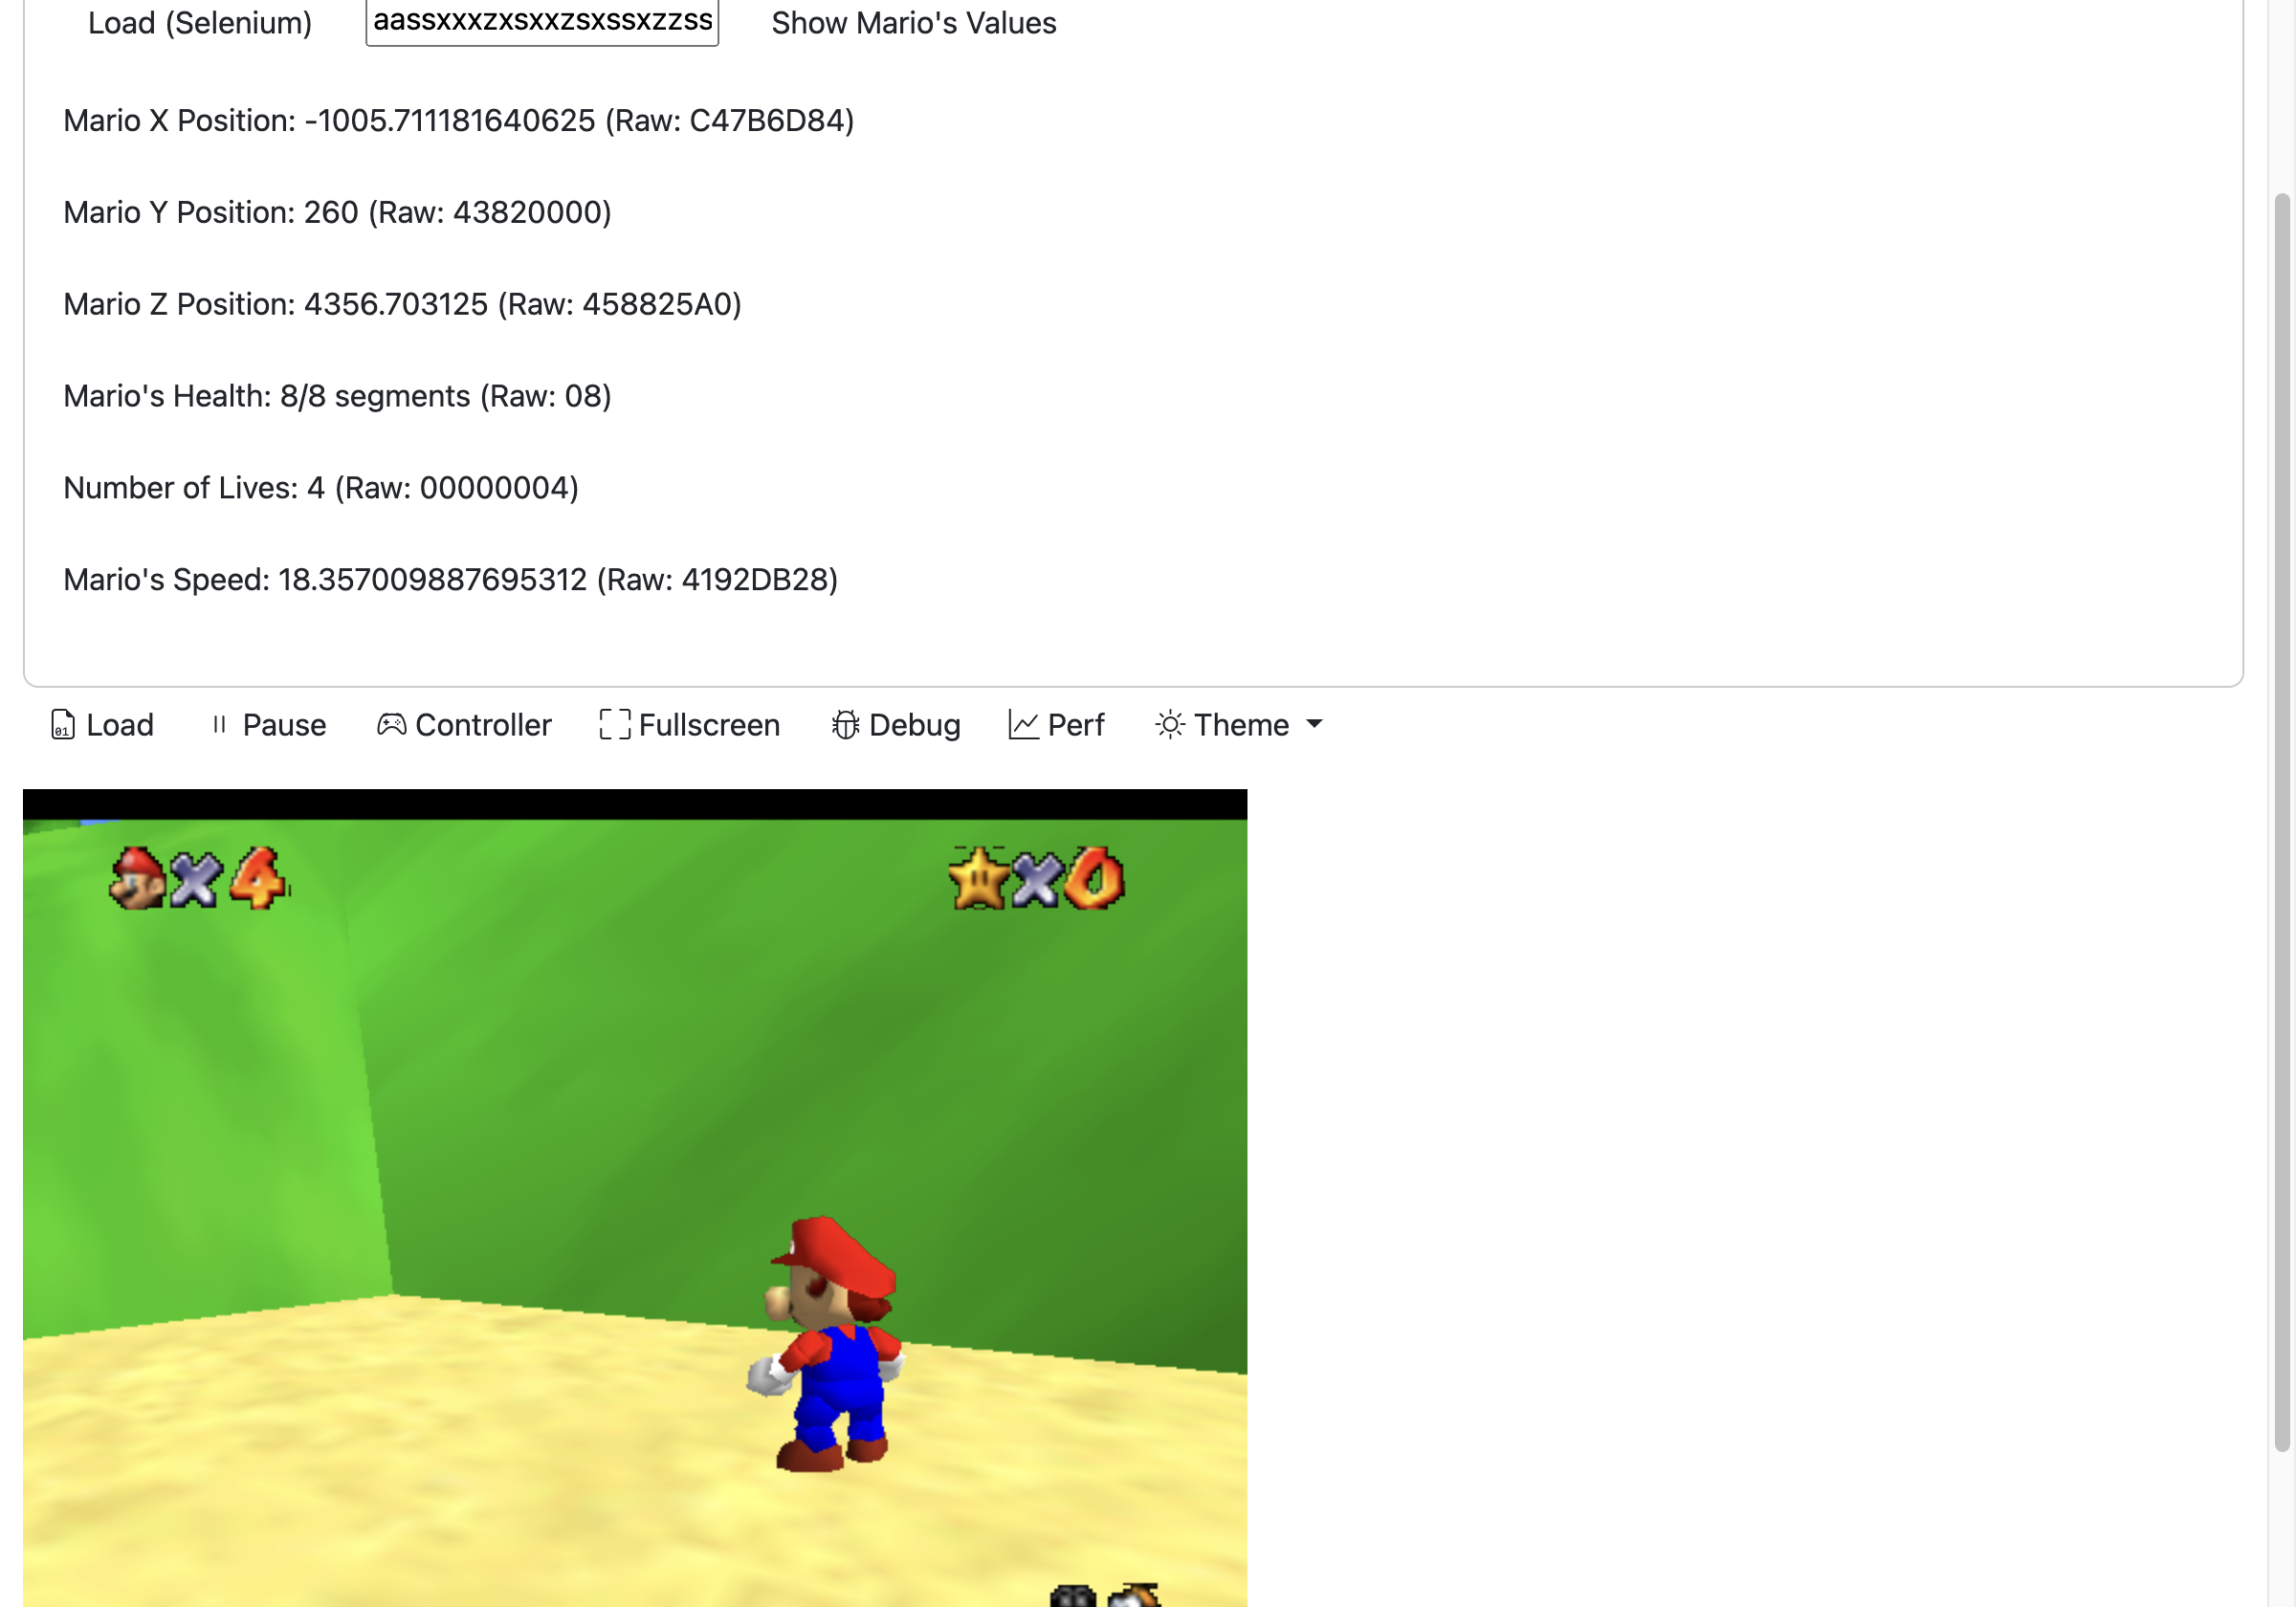 Load (Selenium) aassxxxzxsxxzsxssxzzss Show Mario's Values
Mario X Position: -1005.711181640625 (Raw: C47B6D84)
Mario Y Position: 260 (Raw: 43820000)
Mario Z Position: 4356.703125 (Raw: 458825A0)
Mario's Health: 8/8 segments (Raw: 08)
Number of Lives: 4 (Raw: 00000004)
Mario's Speed: 18.357009887695312 (Raw: 4192DB28)
Load Pause Controller Fullscreen Debug Perf Theme
×4 ×0